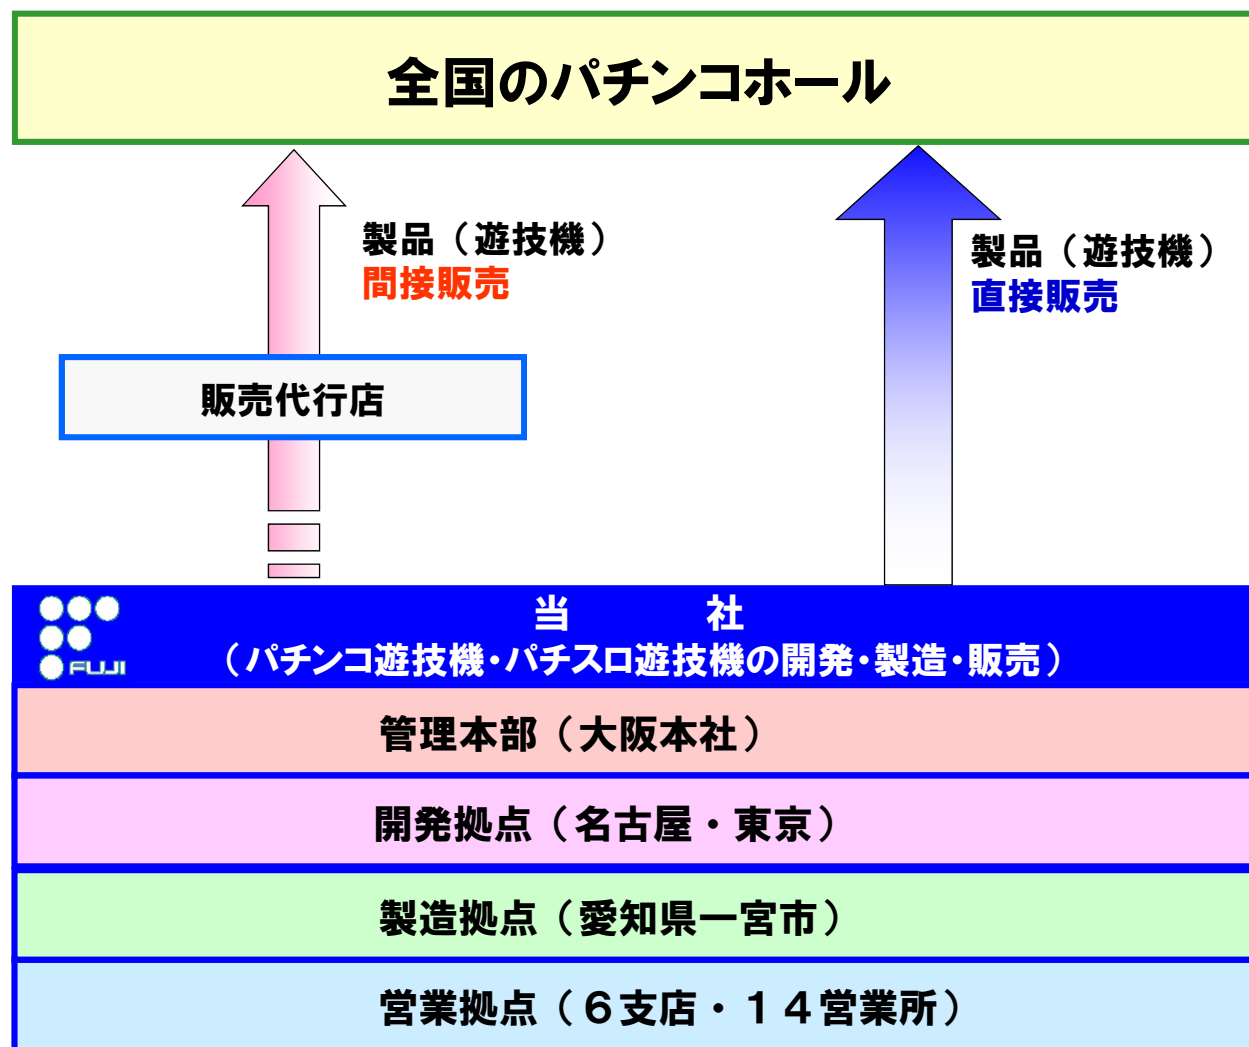 全国のパチンコホール
製品（遊技機）
間接販売
製品（遊技機）
直接販売
販売代行店
当　　社
FUJI
（パチンコ遊技機・パチスロ遊技機の開発・製造・販売）
管理本部（大阪本社）
開発拠点（名古屋・東京）
製造拠点（愛知県一宮市）
営業拠点（６支店・１４営業所）